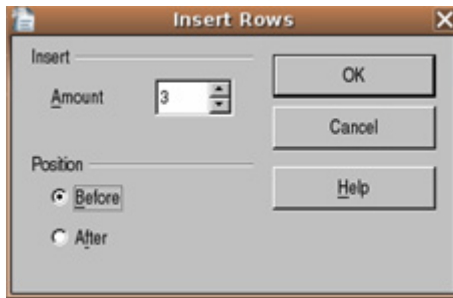 Insert Rows
Insert
Amount 3
OK
Cancel
Position
Before
Help
After